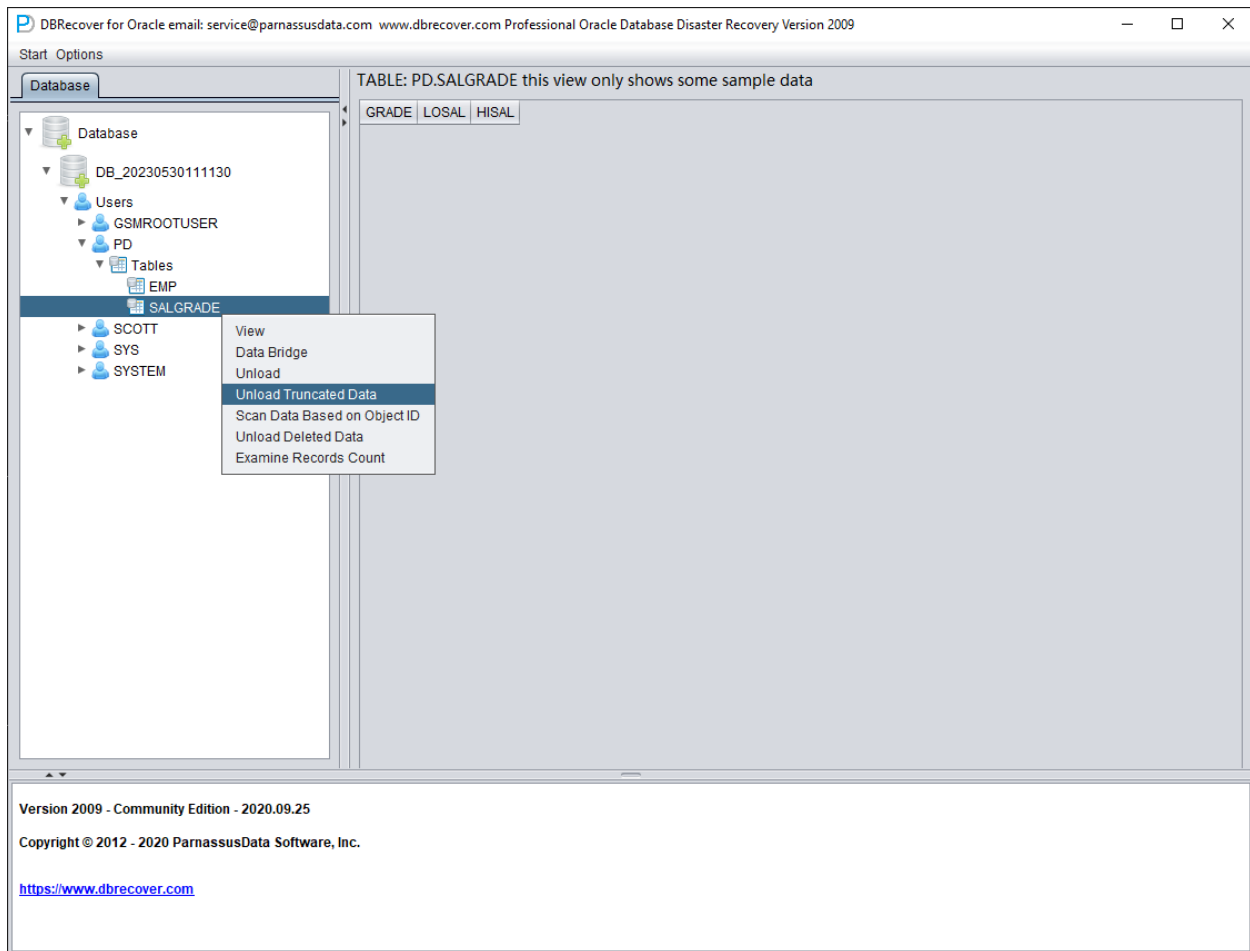 DBRecover for Oracle email: service@parnassusdata.com www.dbrecover.com Professional Oracle Database Disaster Recovery Version 2009
Start Options
Database
Database
DB_20230530111130
Users
GSMROOTUSER
PD
Tables
EMP
SALGRADE
SCOTT
SYS
SYSTEM
View
Data Bridge
Unload
Unload Truncated Data
Scan Data Based on Object ID
Unload Deleted Data
Examine Records Count
TABLE: PD.SALGRADE this view only shows some sample data
GRADE LOSAL HISAL
Version 2009 - Community Edition - 2020.09.25
Copyright © 2012 - 2020 ParnassusData Software, Inc.
https://www.dbrecover.com